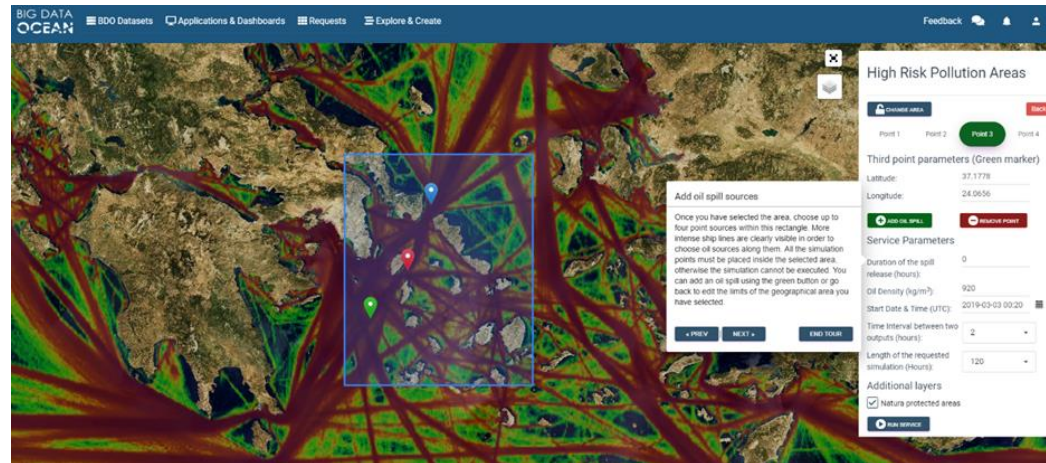 BIG DATA
OCEAN
BDO Datasets
Applications & Dashboards
Requests
Explore & Create
Feedback
High Risk Pollution Areas
CHANGE AREA
Back
Point 1
Point 2
Point 3
Point 4
Third point parameters (Green marker)
Latitude:
37.1778
Longitude:
24.0656
ADD OIL SPILL
REMOVE POINT
Service Parameters
Duration of the spill
release (hours):
0
Oil Density (kg/m³):
920
Start Date & Time (UTC):
2019-03-03 00:20
Time Interval between two
outputs (hours):
2
Length of the requested
simulation (Hours):
120
Additional layers
Natura protected areas
RUN SERVICE
Add oil spill sources
Once you have selected the area, choose up to
four point sources within this rectangle. More
intense ship lines are clearly visible in order to
choose oil sources along them. All the simulation
points must be placed inside the selected area,
otherwise the simulation cannot be executed. You
can add an oil spill using the green button or go
back to edit the limits of the geographical area you
have selected.
« PREV
NEXT »
END TOUR